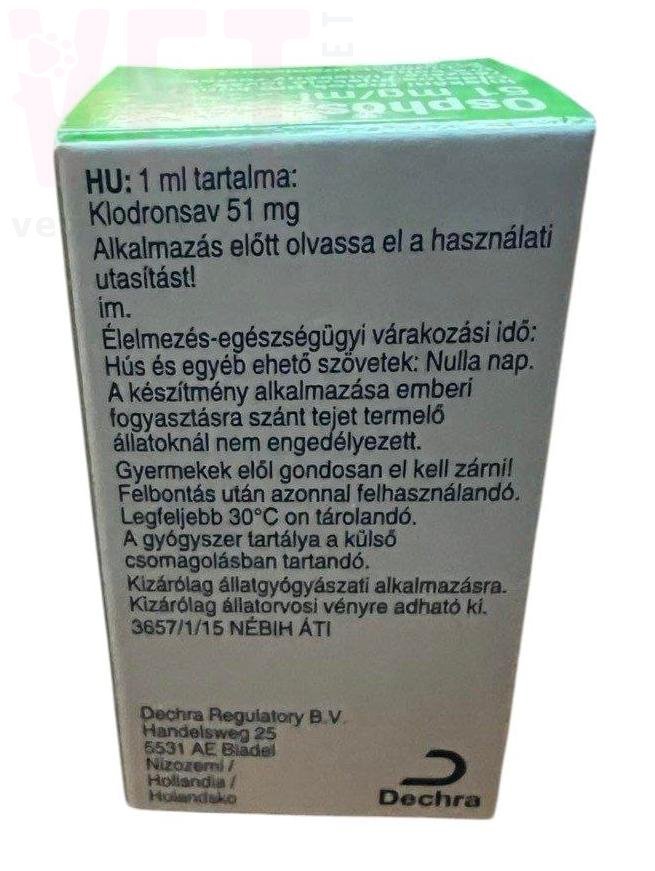 Osphos
51 mg/ml
HU: 1 ml tartalma:
Klodronsav 51 mg
Alkalmazás előtt olvassa el a használati
utasítást!
im.
Élelmezés-egészségügyi várakozási idő:
Hús és egyéb ehető szövetek: Nulla nap.
A készítmény alkalmazása emberi
fogyasztásra szánt tejet termelő
állatoknál nem engedélyezett.
Gyermekek elől gondosan el kell zárni!
Felbontás után azonnal felhasználandó.
Legfeljebb 30°C on tárolandó.
A gyógyszer tartálya a külső
csomagolásban tartandó.
Kizárólag állatgyógyászati alkalmazásra.
Kizárólag állatorvosi vényre adható ki.
3657/1/15 NÉBIH ÁTI
Dechra Regulatory B.V.
Handelsweg 25
5531 AE Bladel
Nizozemí /
Hollandia /
Holandsko
Dechra